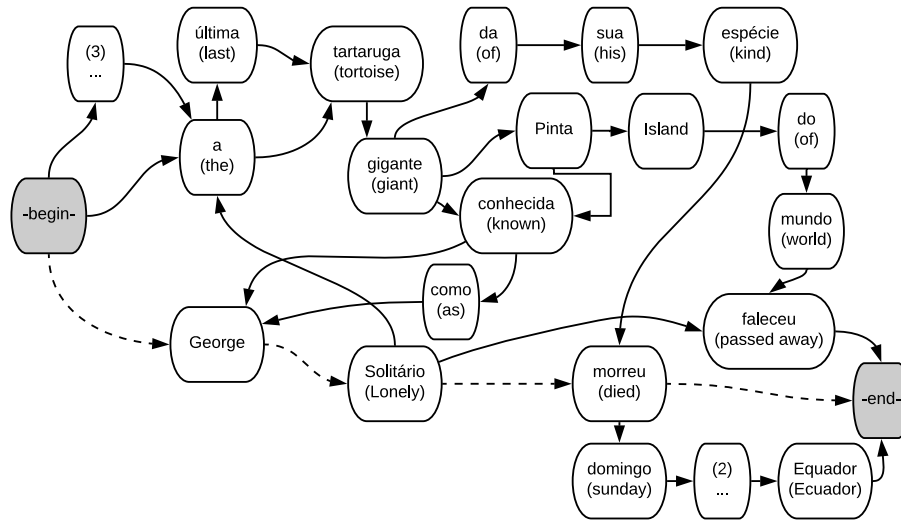 última
(last)
da
(of)
sua
(his)
espécie
(kind)
(3)
...
tartaruga
(tortoise)
a
(the)
gigante
(giant)
Pinta
Island
do
(of)
-begin-
conhecida
(known)
mundo
(world)
como
(as)
George
faleceu
(passed away)
Solitário
(Lonely)
morreu
(died)
-end-
domingo
(sunday)
(2)
...
Equador
(Ecuador)